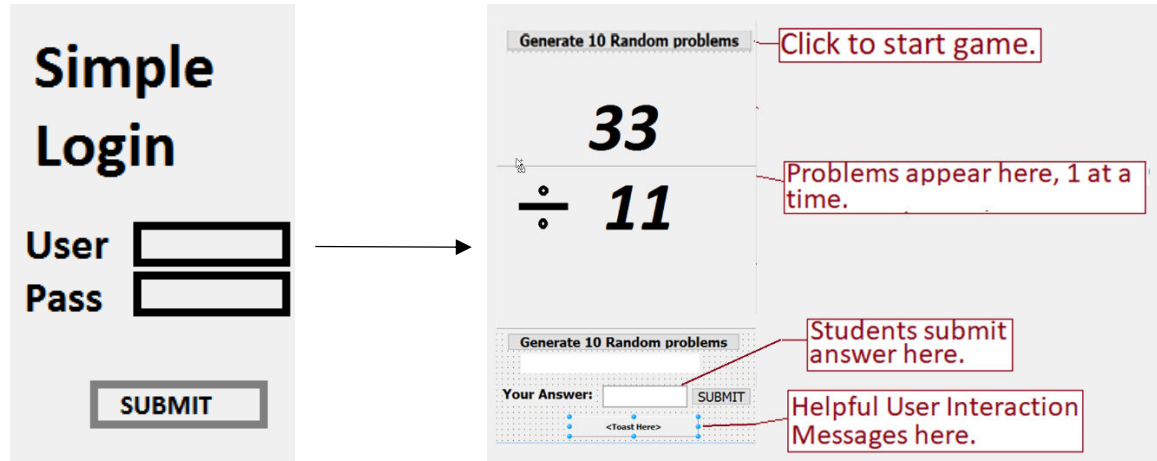 Simple
Login
User
Pass
SUBMIT
Generate 10 Random problems
Click to start game.
33
÷ 11
Problems appear here, 1 at a
time.
Generate 10 Random problems
Students submit
answer here.
Your Answer:
SUBMIT
<Toast Here>
Helpful User Interaction
Messages here.